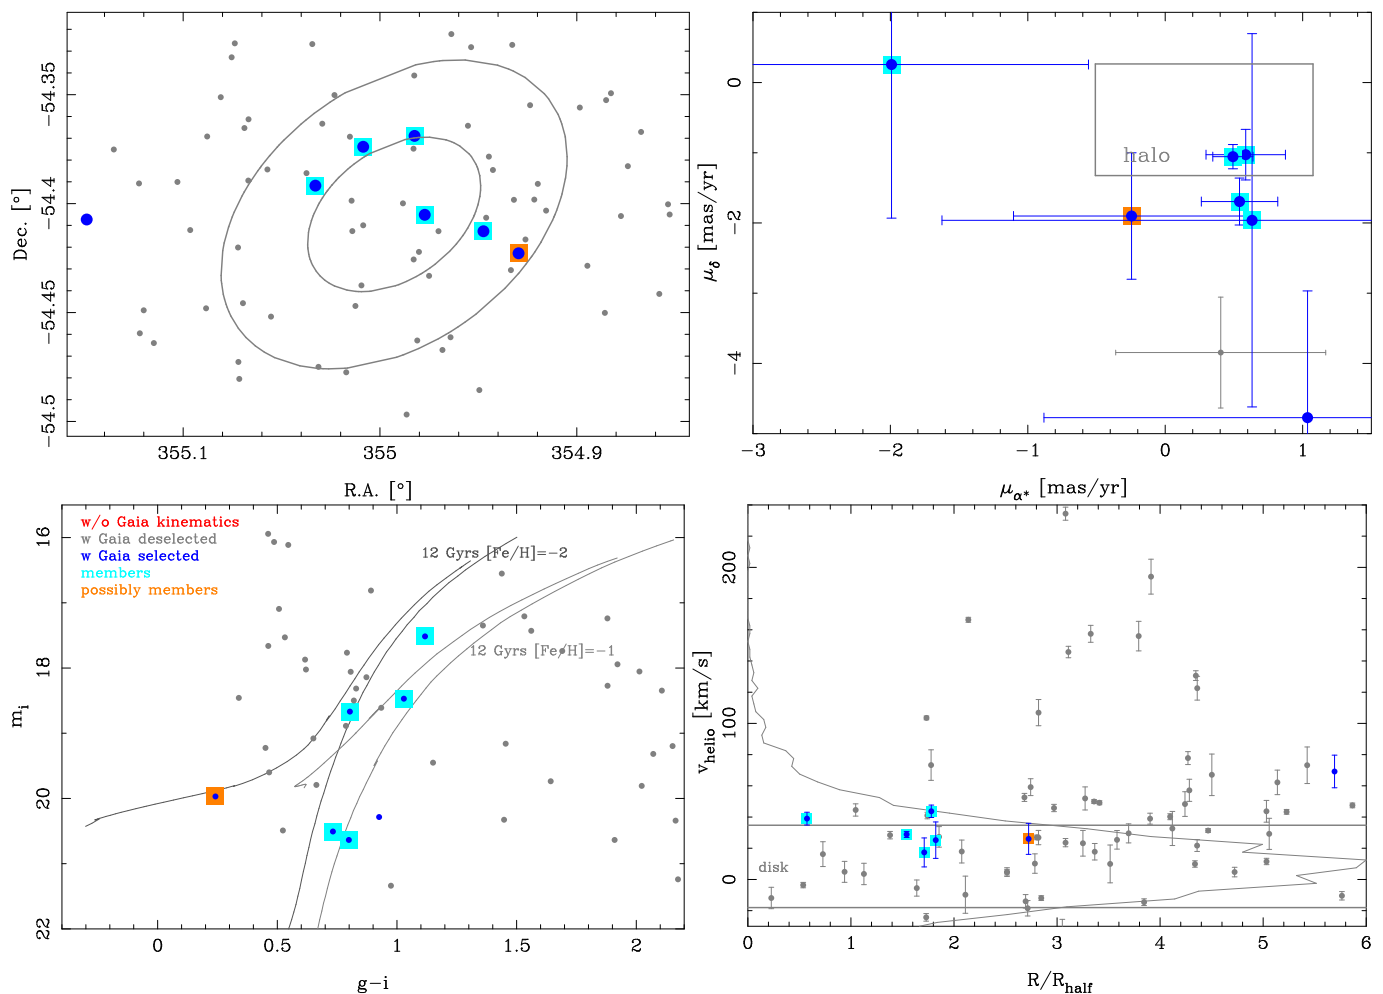 −54.35
−54.4
−54.45
−54.5
Dec. [°]
355.1
355
354.9
R.A. [°]
0
−2
−4
μδ [mas/yr]
halo
−3
−2
−1
0
1
μα* [mas/yr]
w/o Gaia kinematics
w Gaia deselected
w Gaia selected
members
possibly members
12 Gyrs [Fe/H]=−2
12 Gyrs [Fe/H]=−1
16
18
20
22
m_i
0
0.5
1
1.5
2
g−i
200
100
0
v_helio [km/s]
disk
0
1
2
3
4
5
6
R/R_half